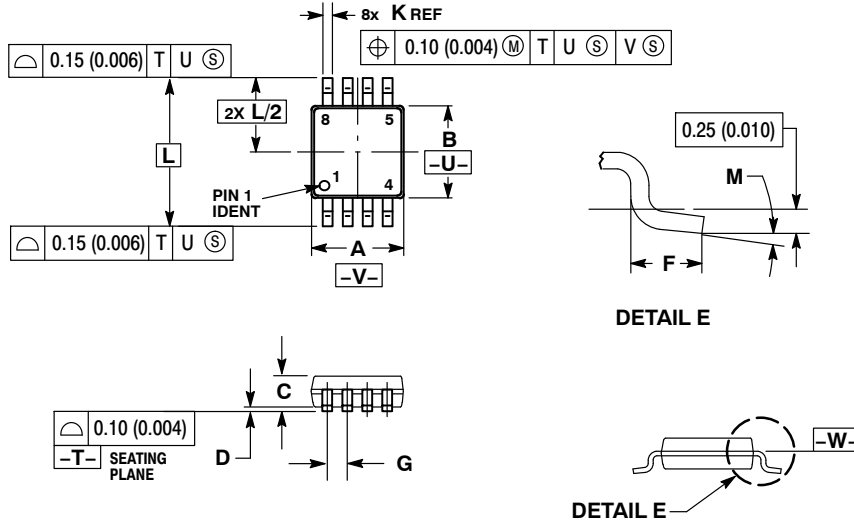 8x K REF
⌖ 0.10 (0.004) Ⓜ T U Ⓢ V Ⓢ
⌓ 0.15 (0.006) T U Ⓢ
2X L/2
8 5
B
–U–
L
PIN 1
IDENT
1
4
⌓ 0.15 (0.006) T U Ⓢ
A
–V–
0.25 (0.010)
M
F
DETAIL E
C
⌓ 0.10 (0.004)
–T– SEATING
PLANE
D
G
–W–
DETAIL E